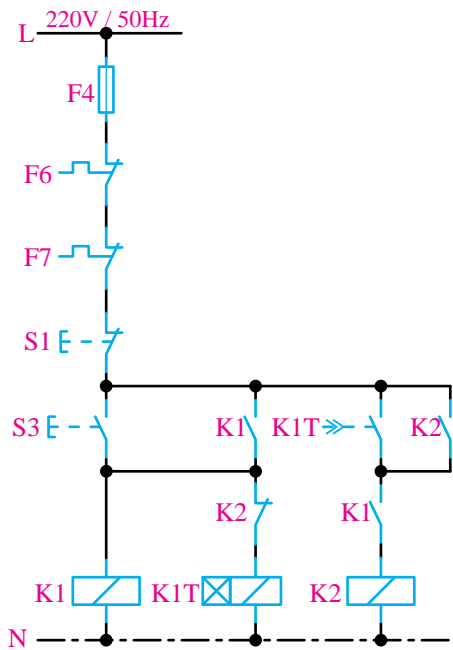 L 220V / 50Hz
F4
F6
F7
S1
S3 K1 K1T K2
K2 K1
K1 K1T K2
N